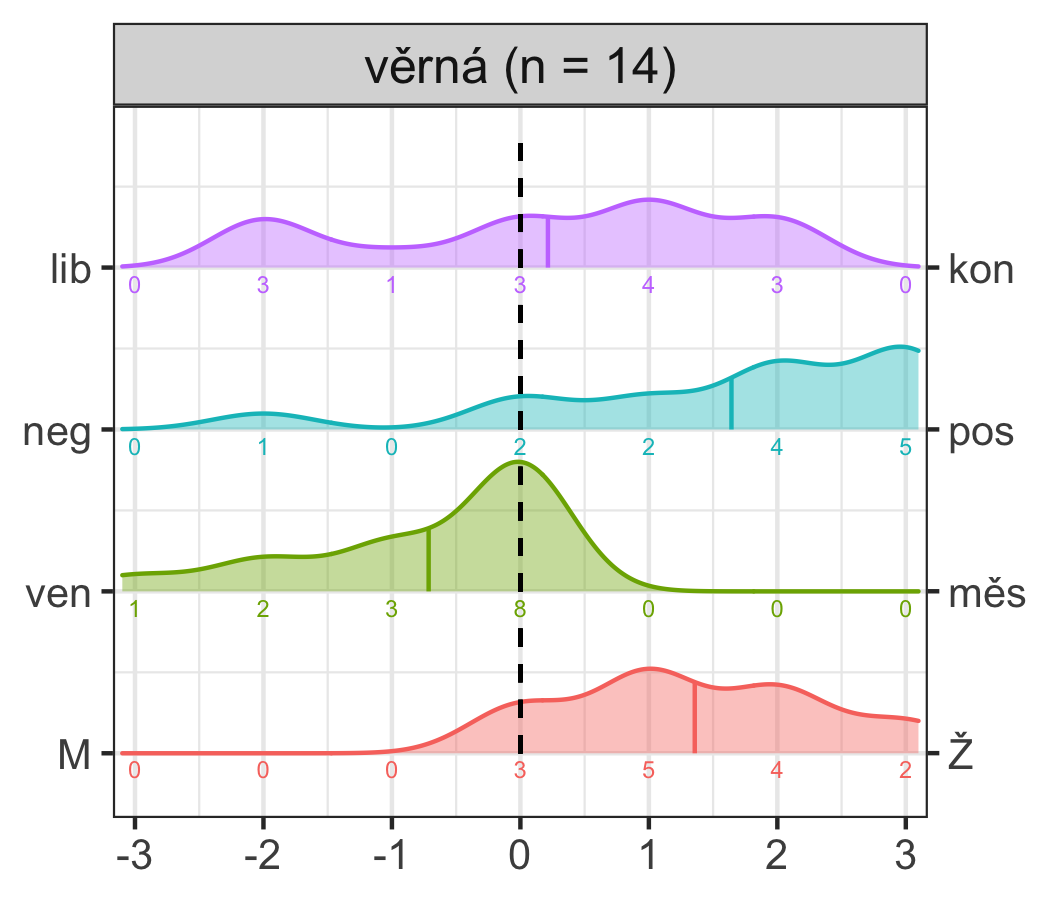 věrná (n = 14)
lib kon
0 3 1 3 4 3 0
neg pos
0 1 0 2 2 4 5
ven měs
1 2 3 8 0 0 0
M Ž
0 0 0 3 5 4 2
-3 -2 -1 0 1 2 3